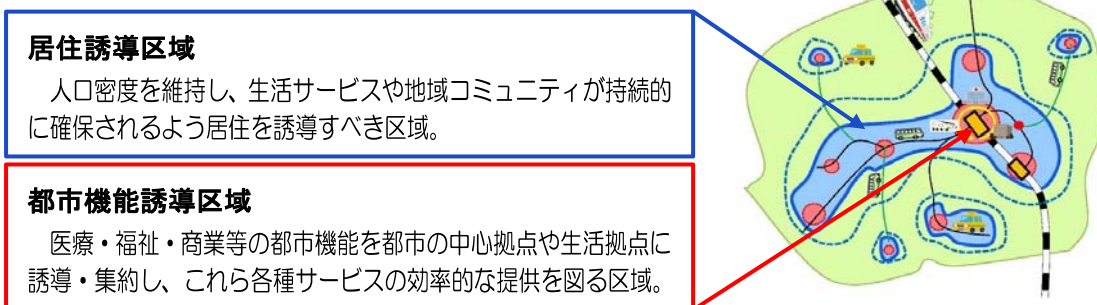 居住誘導区域
人口密度を維持し、生活サービスや地域コミュニティが持続的
に確保されるよう居住を誘導すべき区域。
都市機能誘導区域
医療・福祉・商業等の都市機能を都市の中心拠点や生活拠点に
誘導・集約し、これら各種サービスの効率的な提供を図る区域。